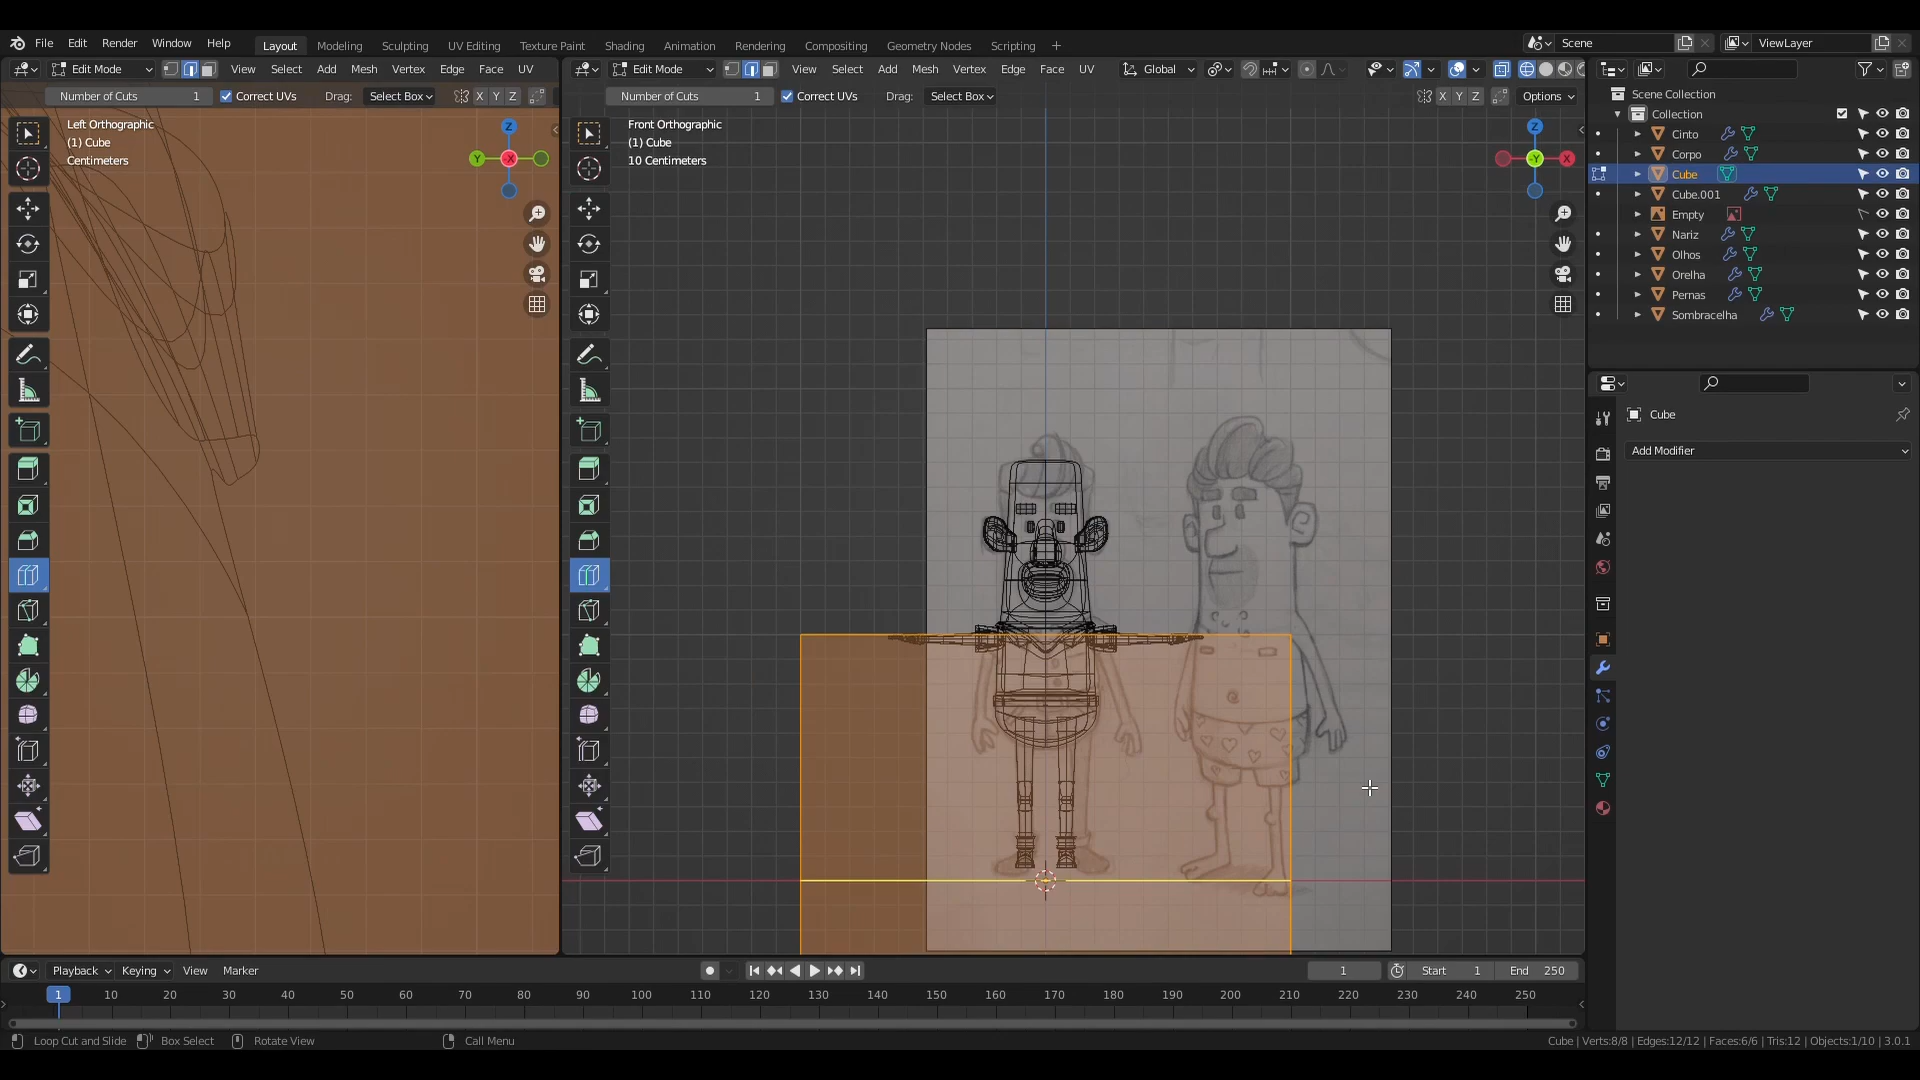 File Edit Render Window Help Layout Modeling Sculpting UV Editing Texture Paint Shading Animation Rendering Compositing Geometry Nodes Scripting + Scene ViewLayer
Edit Mode View Select Add Mesh Vertex Edge Face UV
Edit Mode View Select Add Mesh Vertex Edge Face UV Global
Number of Cuts 1 Correct UVs Drag: Select Box X Y Z
Number of Cuts 1 Correct UVs Drag: Select Box X Y Z Options
Left Orthographic
(1) Cube
Centimeters
Z
Y
-X
Front Orthographic
(1) Cube
10 Centimeters
Z
-Y
X
Scene Collection
Collection
Cinto
Corpo
Cube
Cube.001
Empty
Nariz
Olhos
Orelha
Pernas
Sombracelha
Cube
Add Modifier
Playback Keying View Marker 1 Start 1 End 250
1 10 20 30 40 50 60 70 80 90 100 110 120 130 140 150 160 170 180 190 200 210 220 230 240 250
Loop Cut and Slide Box Select Rotate View Call Menu Cube | Verts:8/8 | Edges:12/12 | Faces:6/6 | Tris:12 | Objects:1/10 | 3.0.1